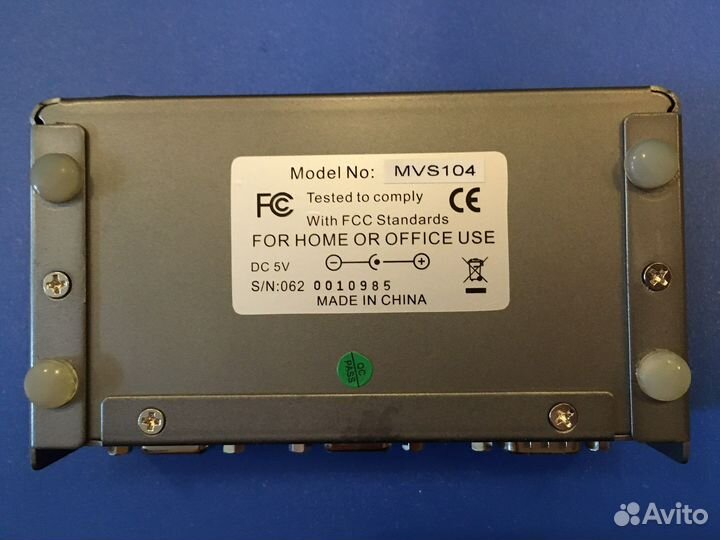 Model No: MVS104
FC Tested to comply CE
With FCC Standards
FOR HOME OR OFFICE USE
DC 5V
S/N:062 0010985
MADE IN CHINA
QC
PASS
Avito